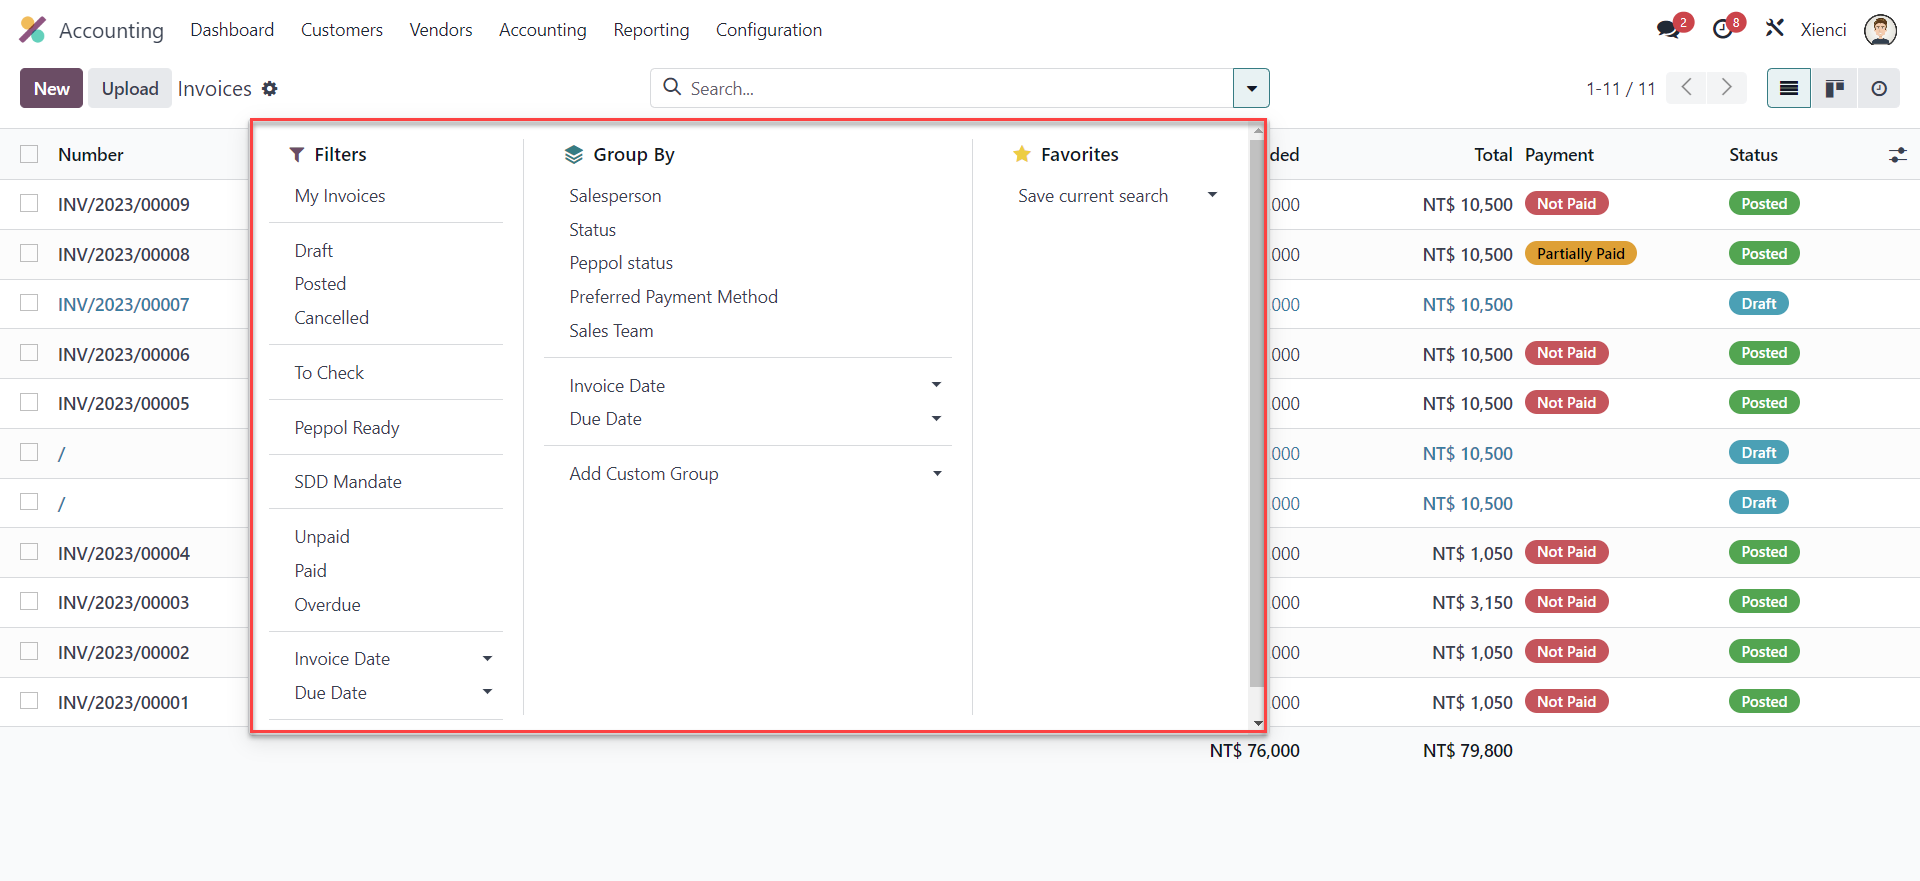 Accounting Dashboard Customers Vendors Accounting Reporting Configuration 2 8 Xienci
New Upload Invoices Search... 1-11 / 11
Number Filters Group By Favorites ded Total Payment Status
My Invoices Salesperson Save current search
INV/2023/00009 000 NT$ 10,500 Not Paid Posted
Status
Draft INV/2023/00008 000 NT$ 10,500 Partially Paid Posted
Peppol status
Posted
Preferred Payment Method
INV/2023/00007 000 NT$ 10,500 Draft
Cancelled
Sales Team
INV/2023/00006 000 NT$ 10,500 Not Paid Posted
To Check
Invoice Date
INV/2023/00005 000 NT$ 10,500 Not Paid Posted
Due Date
Peppol Ready
/ 000 NT$ 10,500 Draft
Add Custom Group
SDD Mandate
/ 000 NT$ 10,500 Draft
Unpaid
INV/2023/00004 000 NT$ 1,050 Not Paid Posted
Paid
Overdue
INV/2023/00003 000 NT$ 3,150 Not Paid Posted
INV/2023/00002 000 NT$ 1,050 Not Paid Posted
Invoice Date
Due Date
INV/2023/00001 000 NT$ 1,050 Not Paid Posted
NT$ 76,000 NT$ 79,800